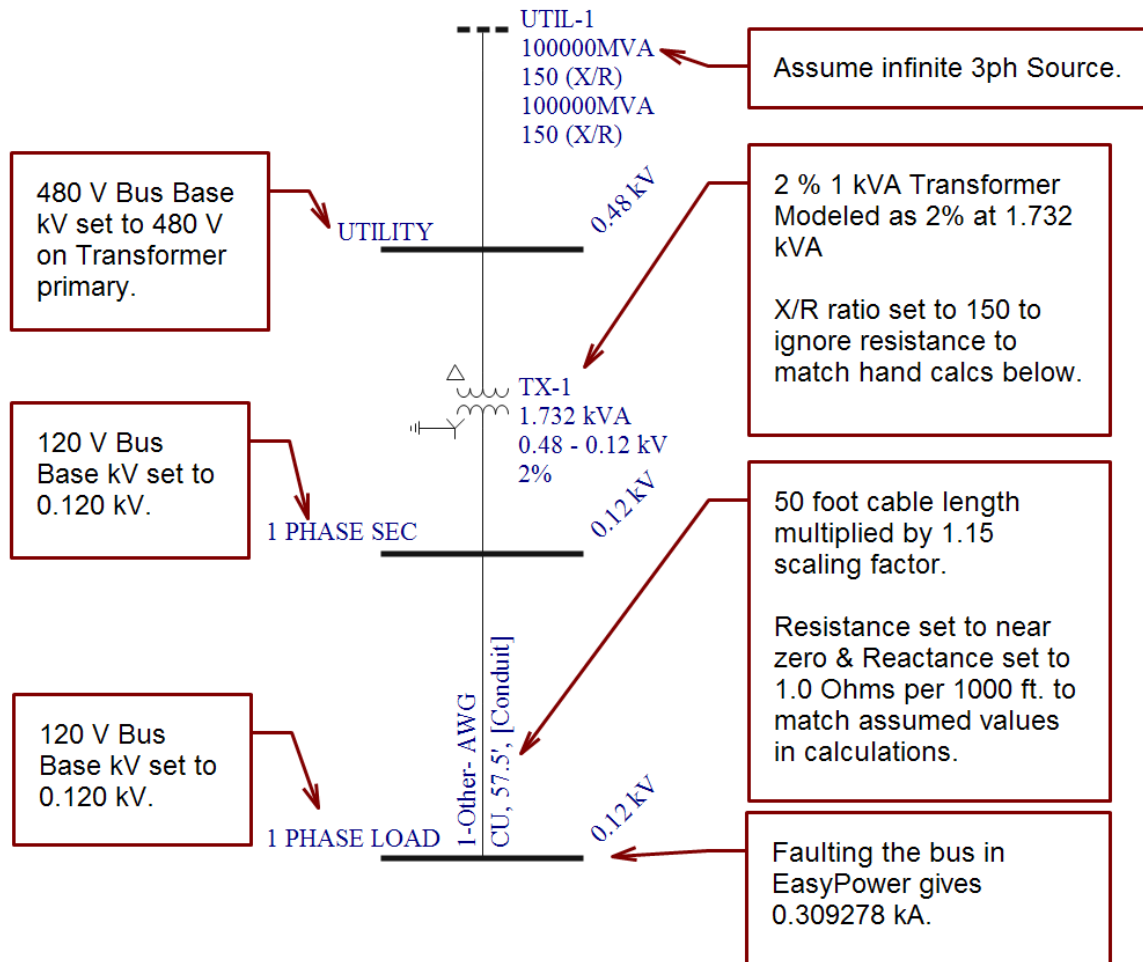 UTIL-1
100000MVA
150 (X/R)
100000MVA
150 (X/R)
Assume infinite 3ph Source.
480 V Bus Base
kV set to 480 V
on Transformer
primary.
UTILITY
0.48 kV
2 % 1 kVA Transformer
Modeled as 2% at 1.732
kVA
X/R ratio set to 150 to
ignore resistance to
match hand calcs below.
TX-1
1.732 kVA
0.48 - 0.12 kV
2%
120 V Bus
Base kV set to
0.120 kV.
1 PHASE SEC
0.12 kV
50 foot cable length
multiplied by 1.15
scaling factor.
Resistance set to near
zero & Reactance set to
1.0 Ohms per 1000 ft. to
match assumed values
in calculations.
1-Other- AWG
CU, 57.5', [Conduit]
120 V Bus
Base kV set to
0.120 kV.
1 PHASE LOAD
0.12 kV
Faulting the bus in
EasyPower gives
0.309278 kA.